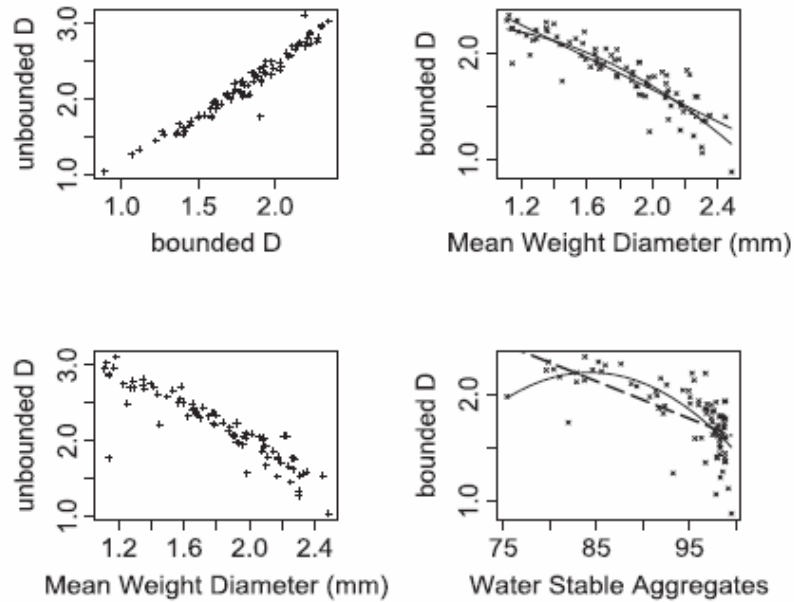 unbounded D
1.0 2.0 3.0
1.0 1.5 2.0
bounded D
bounded D
1.0 2.0
1.2 1.6 2.0 2.4
Mean Weight Diameter (mm)
unbounded D
1.0 2.0 3.0
1.2 1.6 2.0 2.4
Mean Weight Diameter (mm)
bounded D
1.0 2.0
75 85 95
Water Stable Aggregates